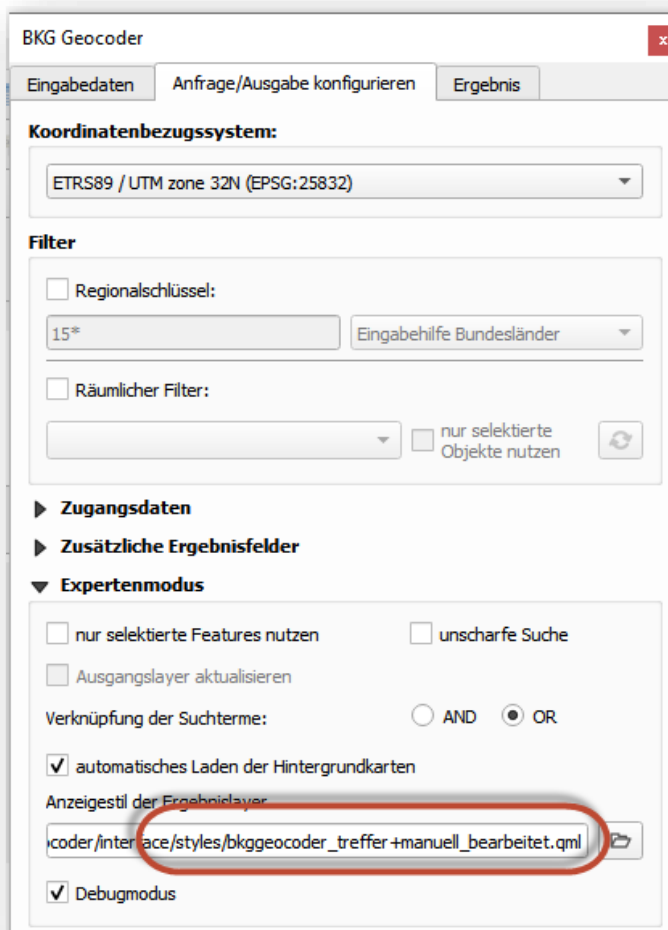 BKG Geocoder
x
Eingabedaten
Anfrage/Ausgabe konfigurieren
Ergebnis
Koordinatenbezugssystem:
ETRS89 / UTM zone 32N (EPSG:25832)
Filter
Regionalschlüssel:
15*
Eingabehilfe Bundesländer
Räumlicher Filter:
nur selektierte
Objekte nutzen
Zugangsdaten
Zusätzliche Ergebnisfelder
Expertenmodus
nur selektierte Features nutzen
unscharfe Suche
Ausgangslayer aktualisieren
Verknüpfung der Suchterme:
AND
OR
automatisches Laden der Hintergrundkarten
Anzeigestil der Ergebnislayer
ocoder/interface/styles/bkggeocoder_treffer+manuell_bearbeitet.qml
Debugmodus